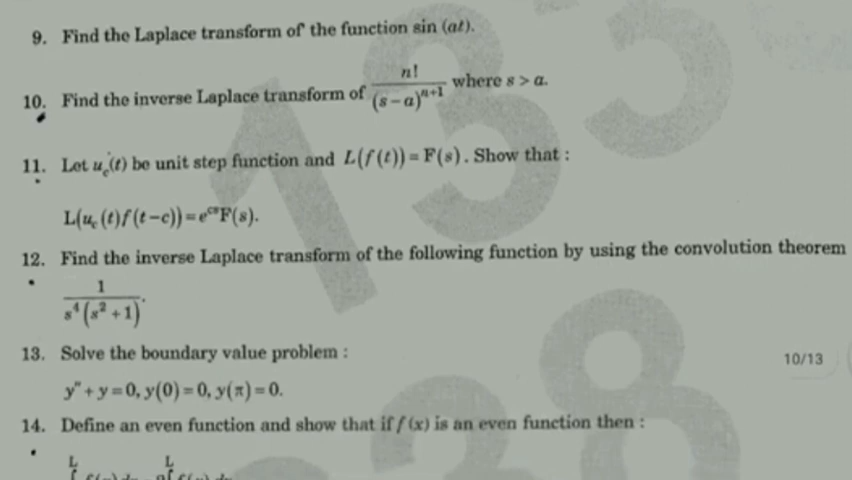 9. Find the Laplace transform of the function sin (at).
10. Find the inverse Laplace transform of n!/(s – a)ⁿ⁺¹ where s > a.
11. Let u_c(t) be unit step function and L(f(t)) = F(s). Show that :
L(u_c (t) f (t – c)) = e^cs F(s).
12. Find the inverse Laplace transform of the following function by using the convolution theorem
1/(s⁴(s² + 1)).
13. Solve the boundary value problem :
10/13
y″ + y = 0, y(0) = 0, y(π) = 0.
14. Define an even function and show that if f (x) is an even function then :